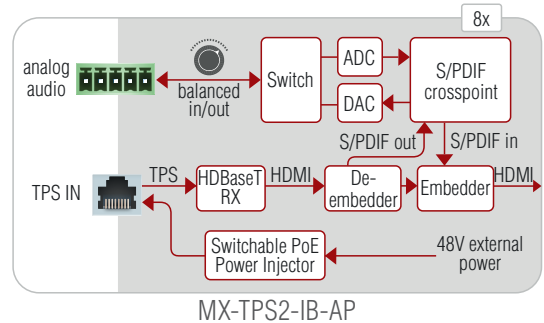 8x
analog
audio
balanced
in/out
Switch
ADC
DAC
S/PDIF
crosspoint
S/PDIF out
S/PDIF in
TPS IN
TPS
HDBaseT
RX
HDMI
De-
embedder
Embedder
HDMI
Switchable PoE
Power Injector
48V external
power
MX-TPS2-IB-AP